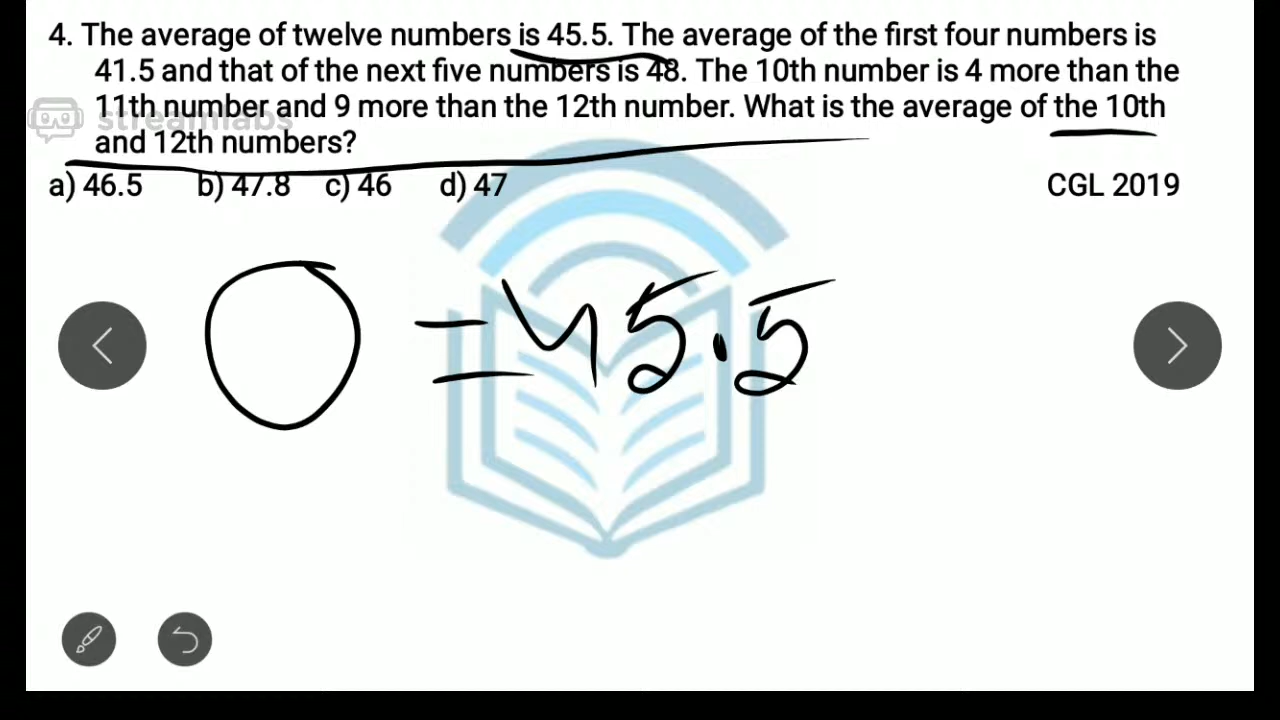 4. The average of twelve numbers is 45.5. The average of the first four numbers is
41.5 and that of the next five numbers is 48. The 10th number is 4 more than the
11th number and 9 more than the 12th number. What is the average of the 10th
streamlabs
and 12th numbers?
a) 46.5 b) 47.8 c) 46 d) 47 CGL 2019
= 45.5